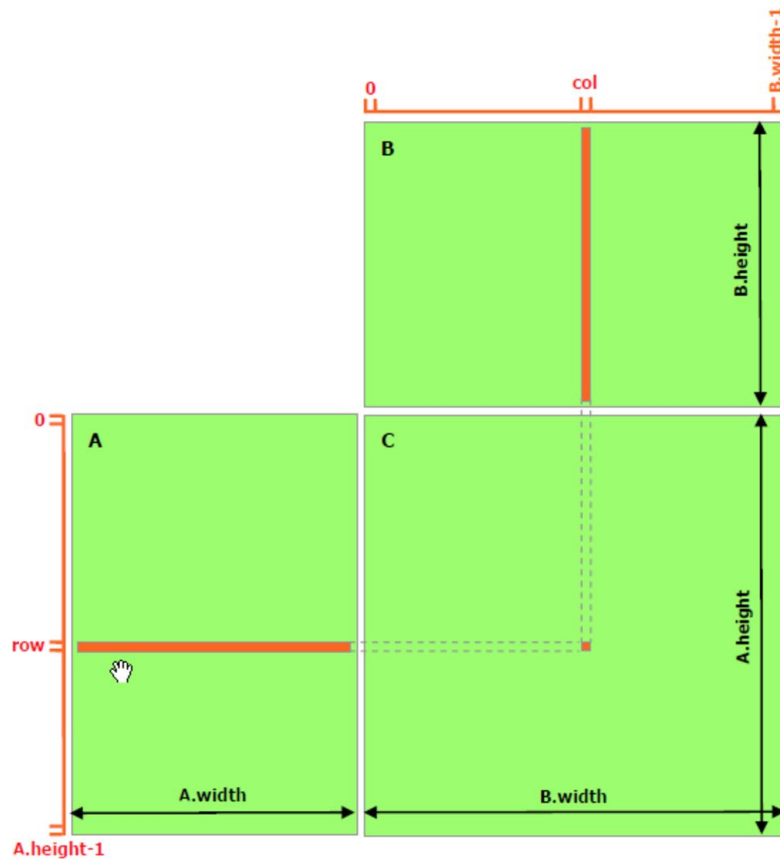 B.width-1
0
col
B
B.height
0
A
C
row
A.height
A.width
B.width
A.height-1